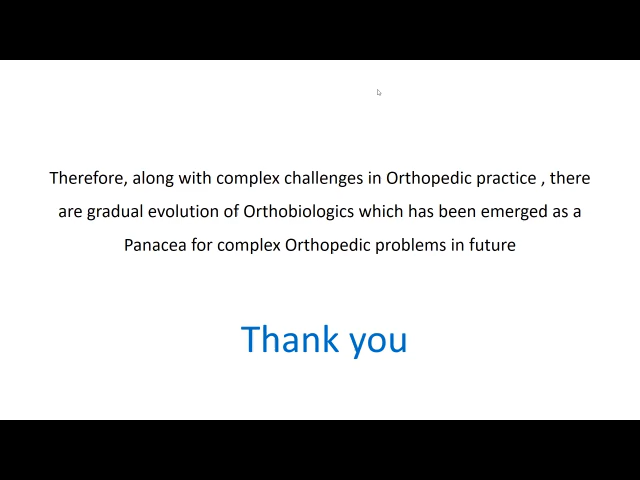 Therefore, along with complex challenges in Orthopedic practice , there
are gradual evolution of Orthobiologics which has been emerged as a
Panacea for complex Orthopedic problems in future
Thank you